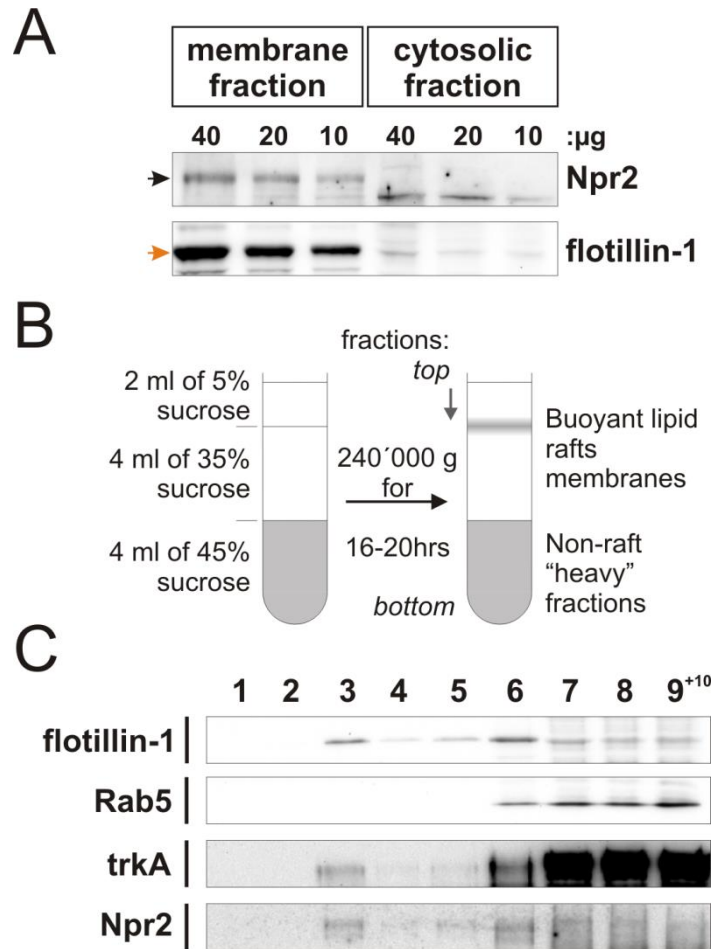 A
membrane fraction
cytosolic fraction
40 20 10 40 20 10 :µg
Npr2
flotillin-1
B
2 ml of 5% sucrose
4 ml of 35% sucrose
4 ml of 45% sucrose
240´000 g for
16-20hrs
fractions:
top
bottom
Buoyant lipid rafts membranes
Non-raft “heavy” fractions
C
1 2 3 4 5 6 7 8 9+10
flotillin-1
Rab5
trkA
Npr2